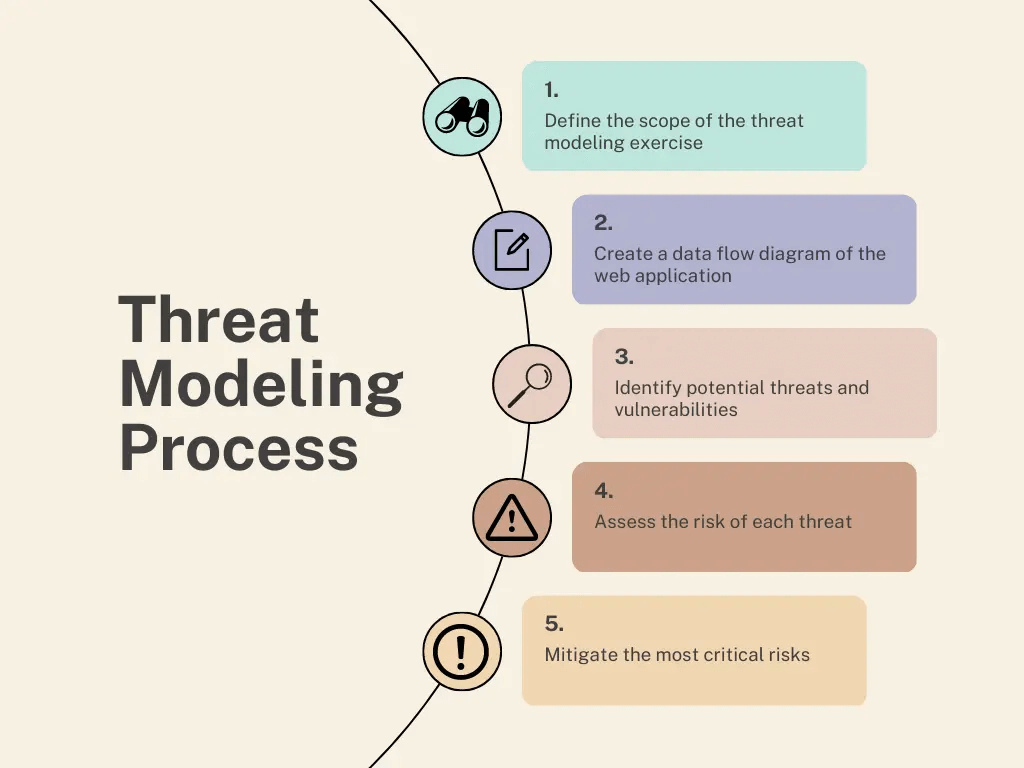 Threat
Modeling
Process
1.
Define the scope of the threat
modeling exercise
2.
Create a data flow diagram of the
web application
3.
Identify potential threats and
vulnerabilities
4.
Assess the risk of each threat
5.
Mitigate the most critical risks